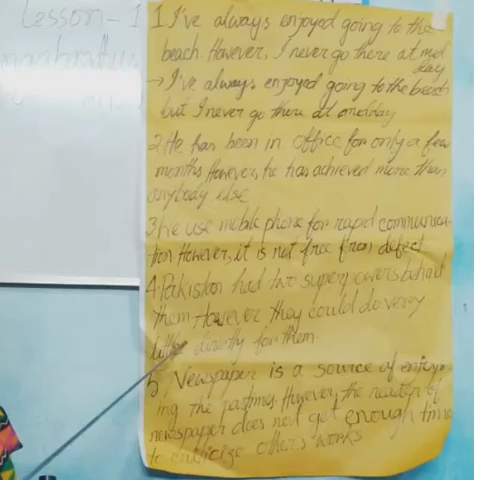 Lesson - 1
1 I've always enjoyed going to the
beach. However, I never go there at mid
day
→ I've always enjoyed going to the beach
but I never go there at midday
2. He has been in office for only a few
months. However, he has achieved more than
anybody else
3. We use mobile phone for rapid communica-
tion However, it is not free from defect
4. Pakistan had two superpowers behind
them. However they could do very
little directly for them.
5. Newspaper is a source of enjoy-
ing the pastimes. However, the reader of
newspaper does not get enough time
to criticize others works